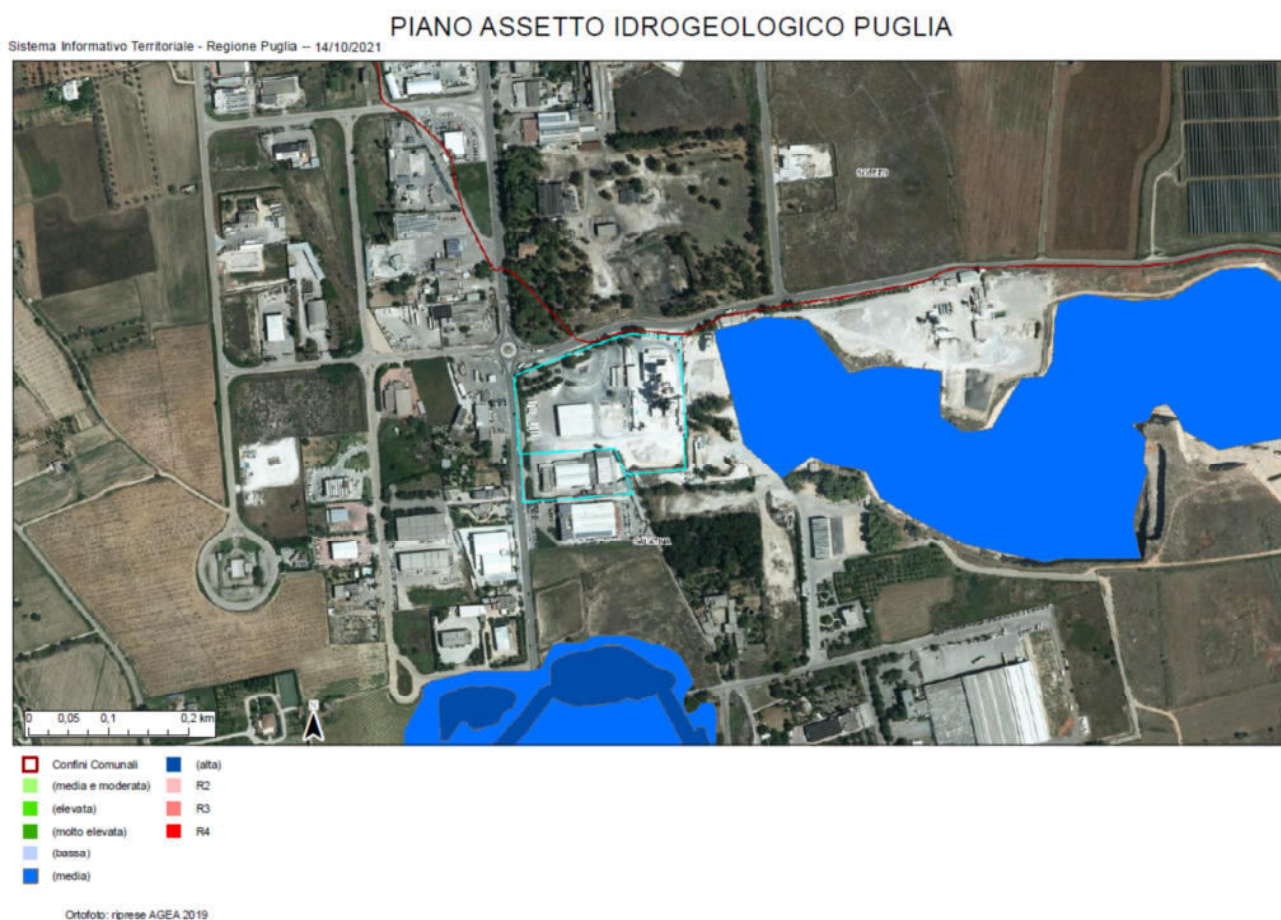 PIANO ASSETTO IDROGEOLOGICO PUGLIA
Sistema Informativo Territoriale - Regione Puglia -- 14/10/2021
0 0,05 0,1 0,2 km
N
Confini Comunali
(media e moderata)
(elevata)
(molto elevata)
(bassa)
(media)
(alta)
R2
R3
R4
Ortofoto: riprese AGEA 2019